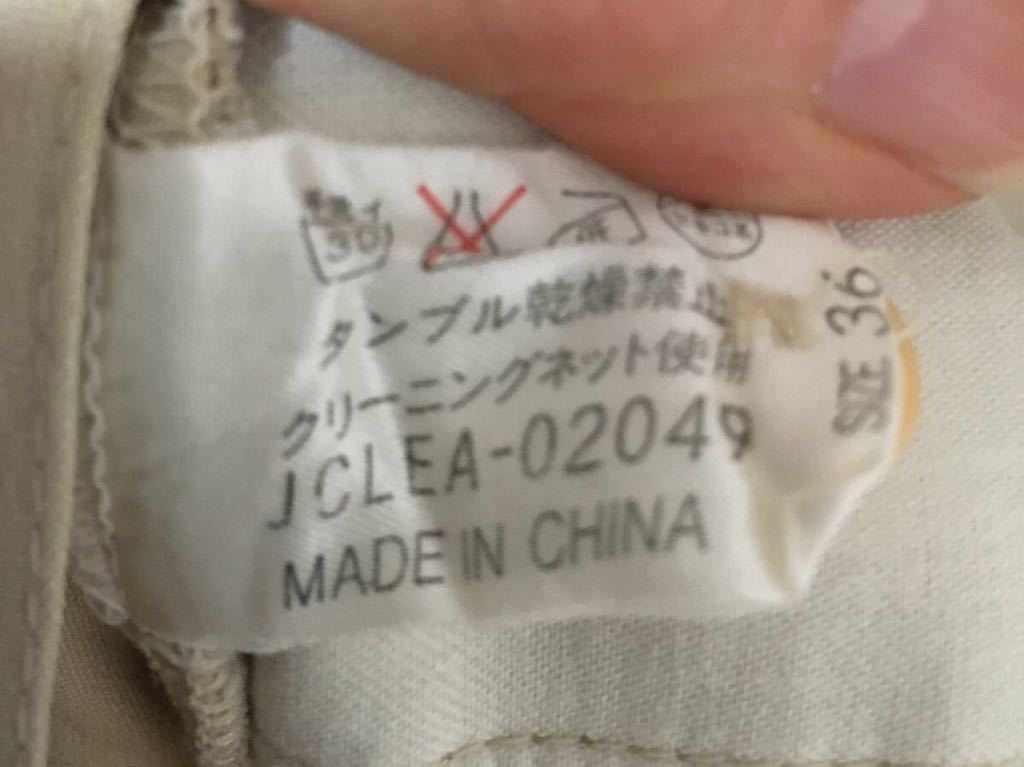 30
タンブル乾燥禁止
クリーニングネット使用
JCLEA-02049
MADE IN CHINA
SIZE 36